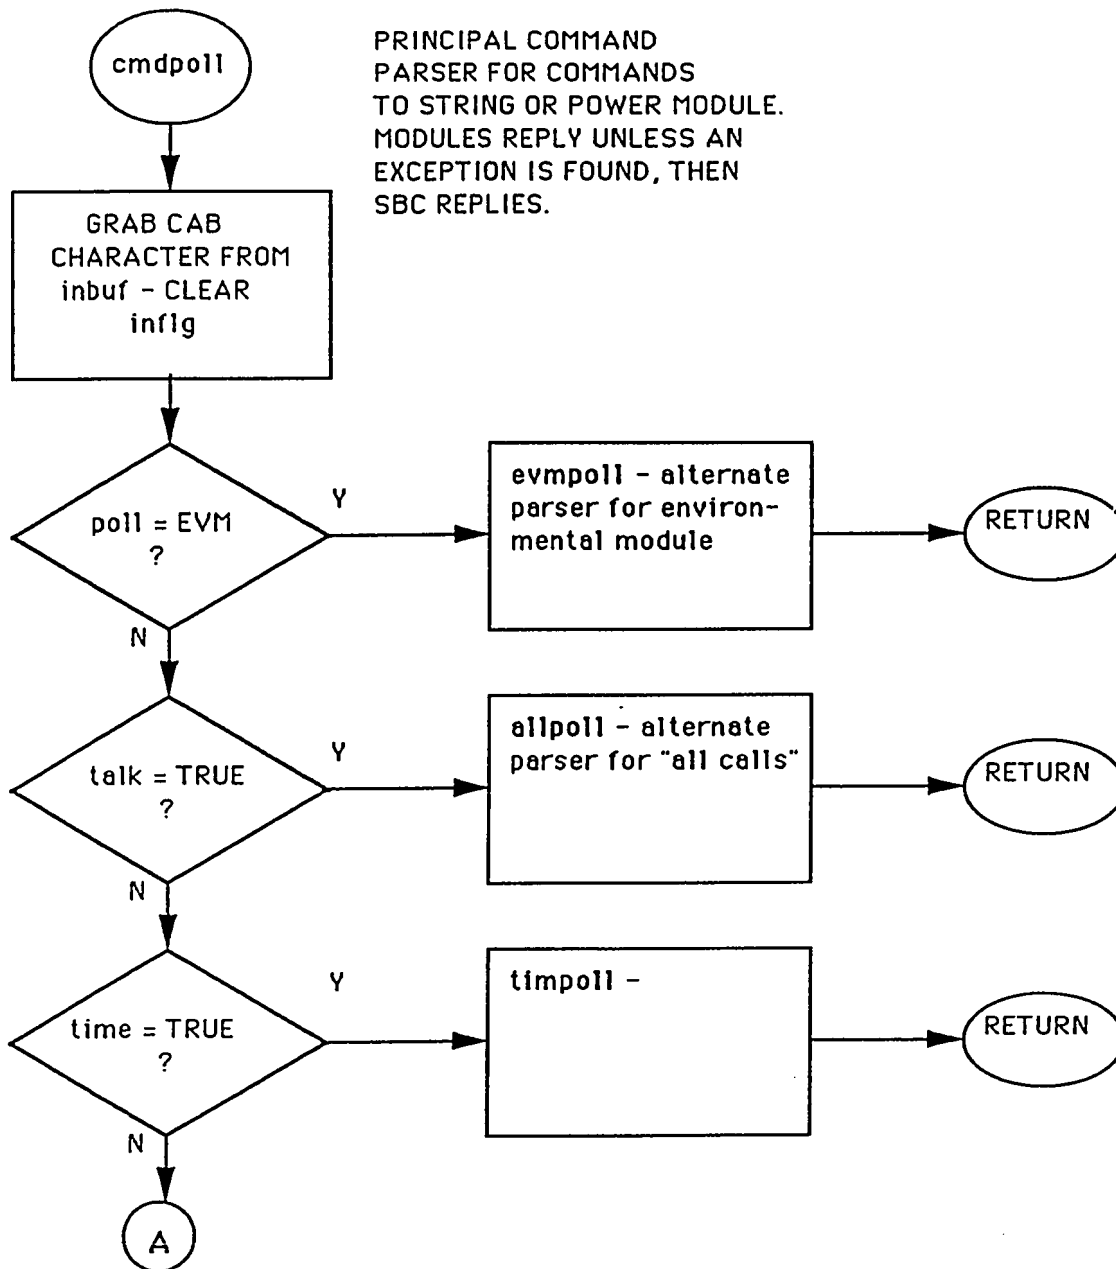 cmdpoll
PRINCIPAL COMMAND
PARSER FOR COMMANDS
TO STRING OR POWER MODULE.
MODULES REPLY UNLESS AN
EXCEPTION IS FOUND, THEN
SBC REPLIES.
GRAB CAB
CHARACTER FROM
inbuf - CLEAR
inflg
poll = EVM
?
Y
N
evmpoll - alternate
parser for environ-
mental module
RETURN
talk = TRUE
?
Y
N
allpoll - alternate
parser for "all calls"
RETURN
time = TRUE
?
Y
N
timpoll -
RETURN
A